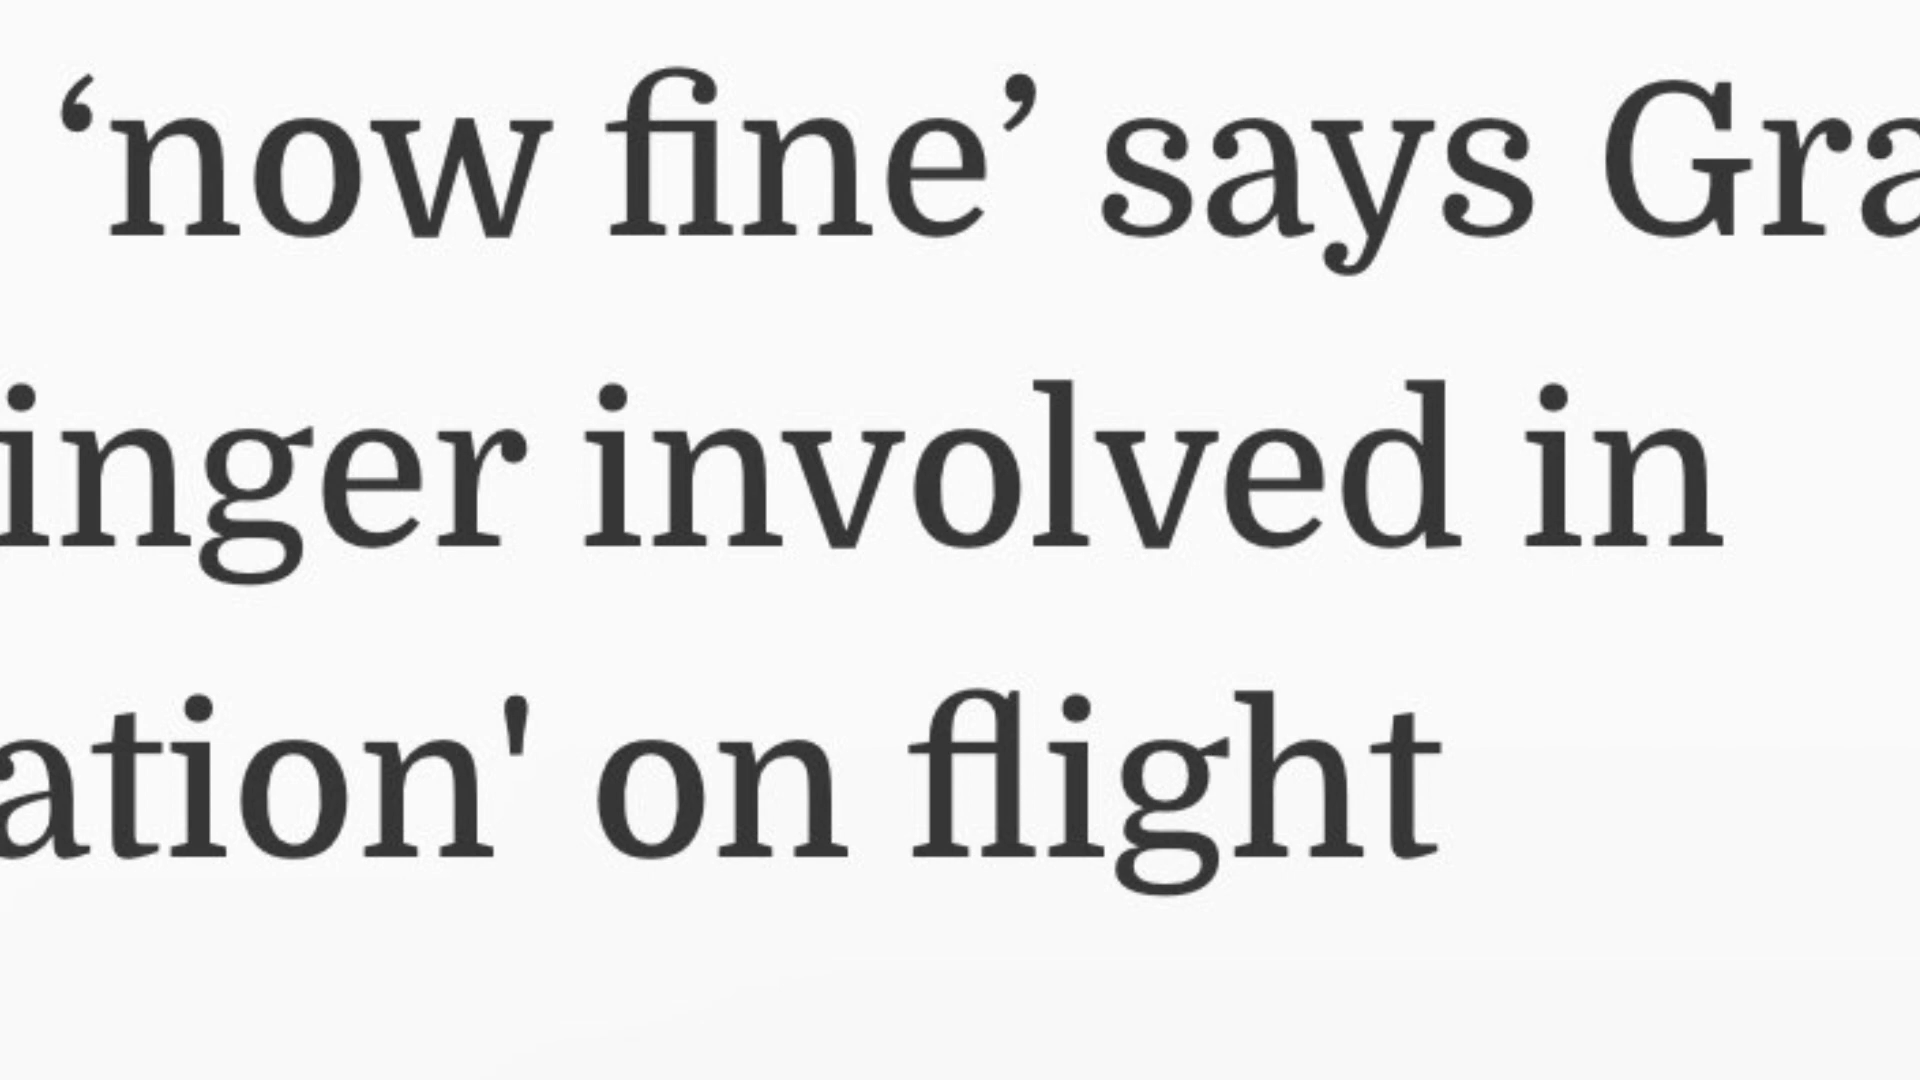 ‘now fine’ says Gra
inger involved in
ation' on flight